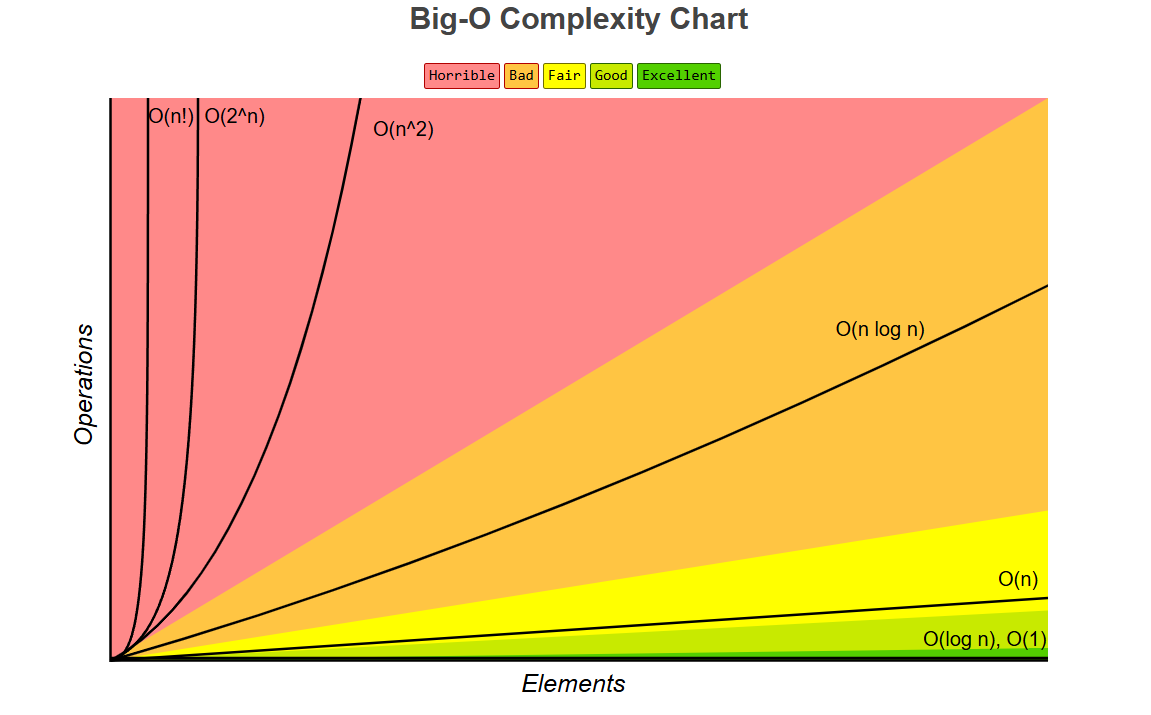 Big-O Complexity Chart
Horrible Bad Fair Good Excellent
O(n!) O(2^n)
O(n^2)
O(n log n)
Operations
O(n)
O(log n), O(1)
Elements